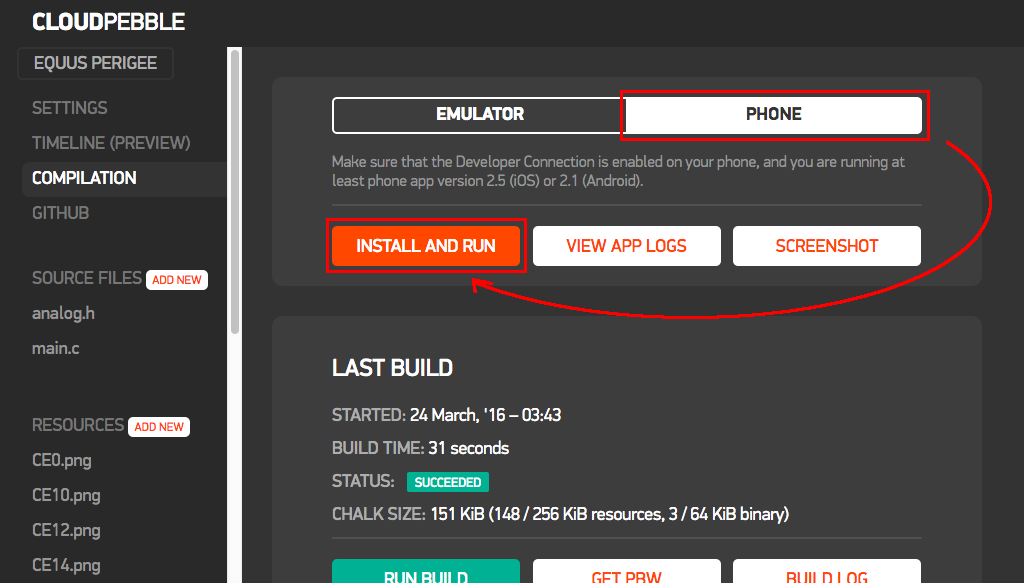 CLOUDPEBBLE
EQUUS PERIGEE
SETTINGS
TIMELINE (PREVIEW)
COMPILATION
GITHUB
SOURCE FILES ADD NEW
analog.h
main.c
RESOURCES ADD NEW
CE0.png
CE10.png
CE12.png
CE14.png
EMULATOR PHONE
Make sure that the Developer Connection is enabled on your phone, and you are running at
least phone app version 2.5 (iOS) or 2.1 (Android).
INSTALL AND RUN VIEW APP LOGS SCREENSHOT
LAST BUILD
STARTED: 24 March, '16 – 03:43
BUILD TIME: 31 seconds
STATUS: SUCCEEDED
CHALK SIZE: 151 KiB (148 / 256 KiB resources, 3 / 64 KiB binary)
RUN BUILD GET PBW BUILD LOG